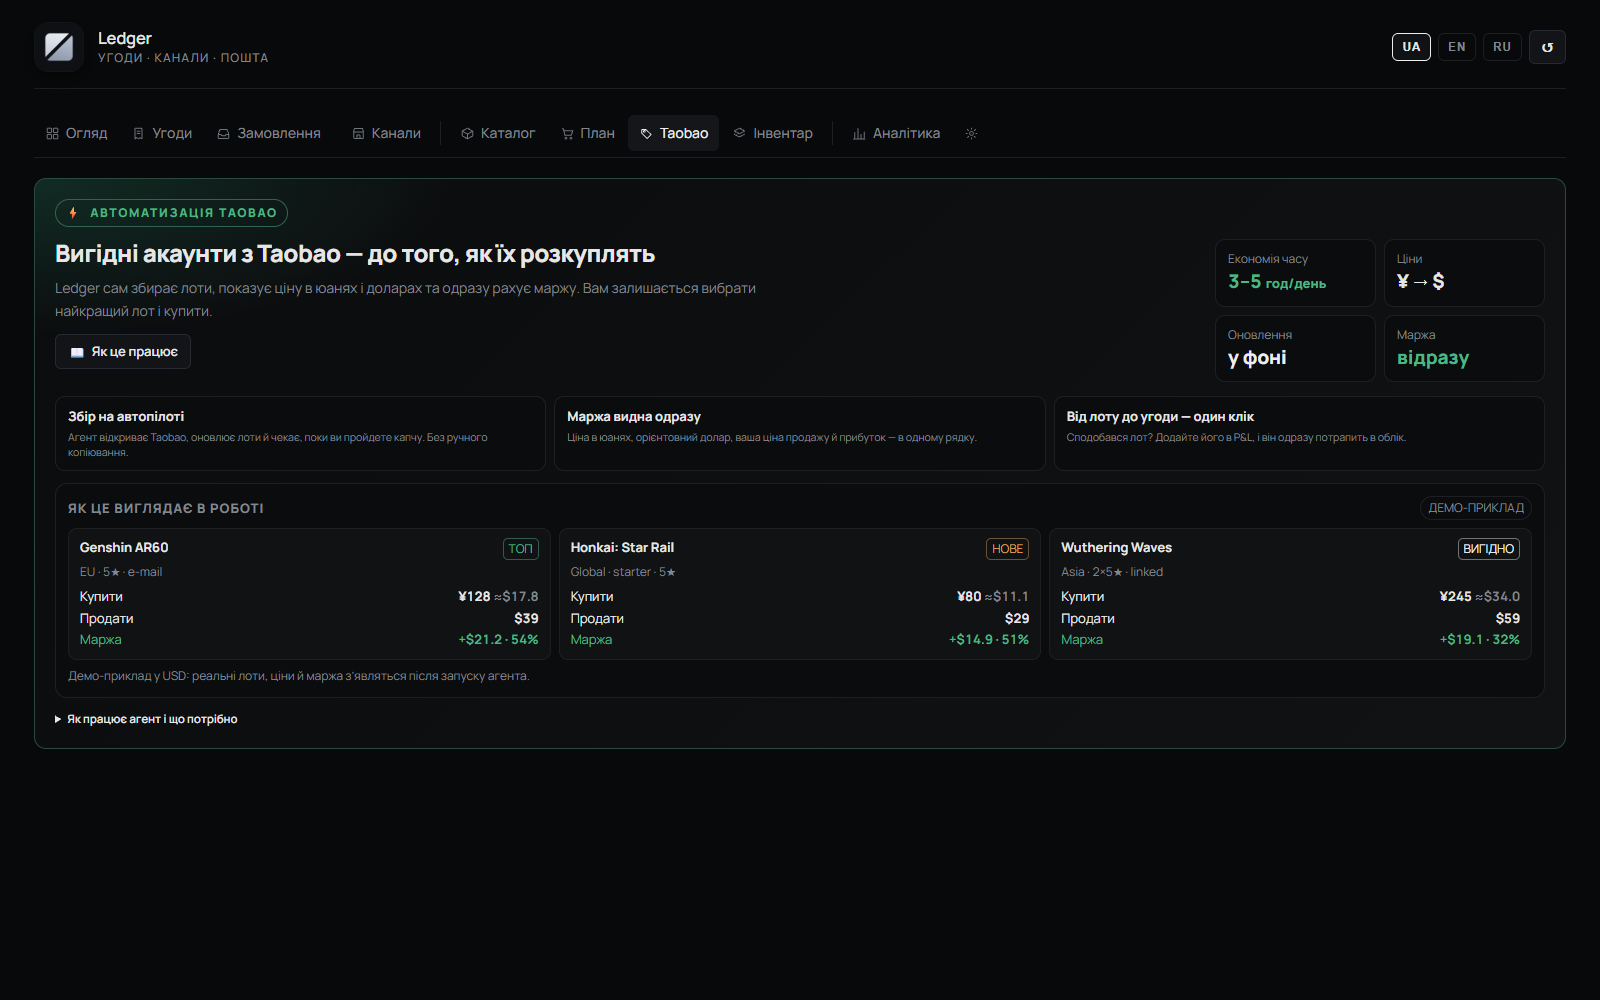 Ledger
УГОДИ · КАНАЛИ · ПОШТА
UA EN RU ↺
Огляд Угоди Замовлення Канали Каталог План Taobao Інвентар Аналітика
АВТОМАТИЗАЦІЯ TAOBAO
Вигідні акаунти з Taobao — до того, як їх розкуплять
Ledger сам збирає лоти, показує ціну в юанях і доларах та одразу рахує маржу. Вам залишається вибрати
найкращий лот і купити.
Як це працює
Економія часу
3–5 год/день
Ціни
¥ → $
Оновлення
у фоні
Маржа
відразу
Збір на автопілоті
Агент відкриває Taobao, оновлює лоти й чекає, поки ви пройдете капчу. Без ручного
копіювання.
Маржа видна одразу
Ціна в юанях, орієнтовний долар, ваша ціна продажу й прибуток — в одному рядку.
Від лоту до угоди — один клік
Сподобався лот? Додайте його в P&L, і він одразу потрапить в облік.
ЯК ЦЕ ВИГЛЯДАЄ В РОБОТІ
ДЕМО-ПРИКЛАД
Genshin AR60 ТОП
EU · 5★ · e-mail
Купити ¥128 ≈$17.8
Продати $39
Маржа +$21.2 · 54%
Honkai: Star Rail НОВЕ
Global · starter · 5★
Купити ¥80 ≈$11.1
Продати $29
Маржа +$14.9 · 51%
Wuthering Waves ВИГІДНО
Asia · 2×5★ · linked
Купити ¥245 ≈$34.0
Продати $59
Маржа +$19.1 · 32%
Демо-приклад у USD: реальні лоти, ціни й маржа з'являться після запуску агента.
Як працює агент і що потрібно